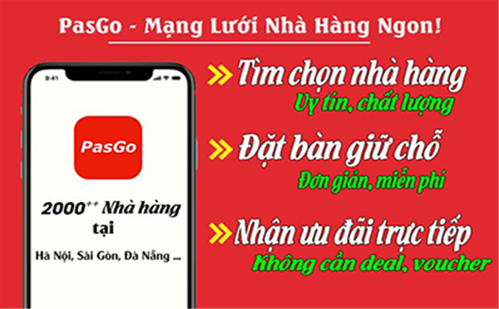 PasGo - Mạng Lưới Nhà Hàng Ngon!
9:41
PasGo
2000⁺⁺ Nhà hàng
tại
Hà Nội, Sài Gòn, Đà Nẵng ...
Tìm chọn nhà hàng
Uy tín, chất lượng
Đặt bàn giữ chỗ
Đơn giản, miễn phí
Nhận ưu đãi trực tiếp
Không cần deal, voucher